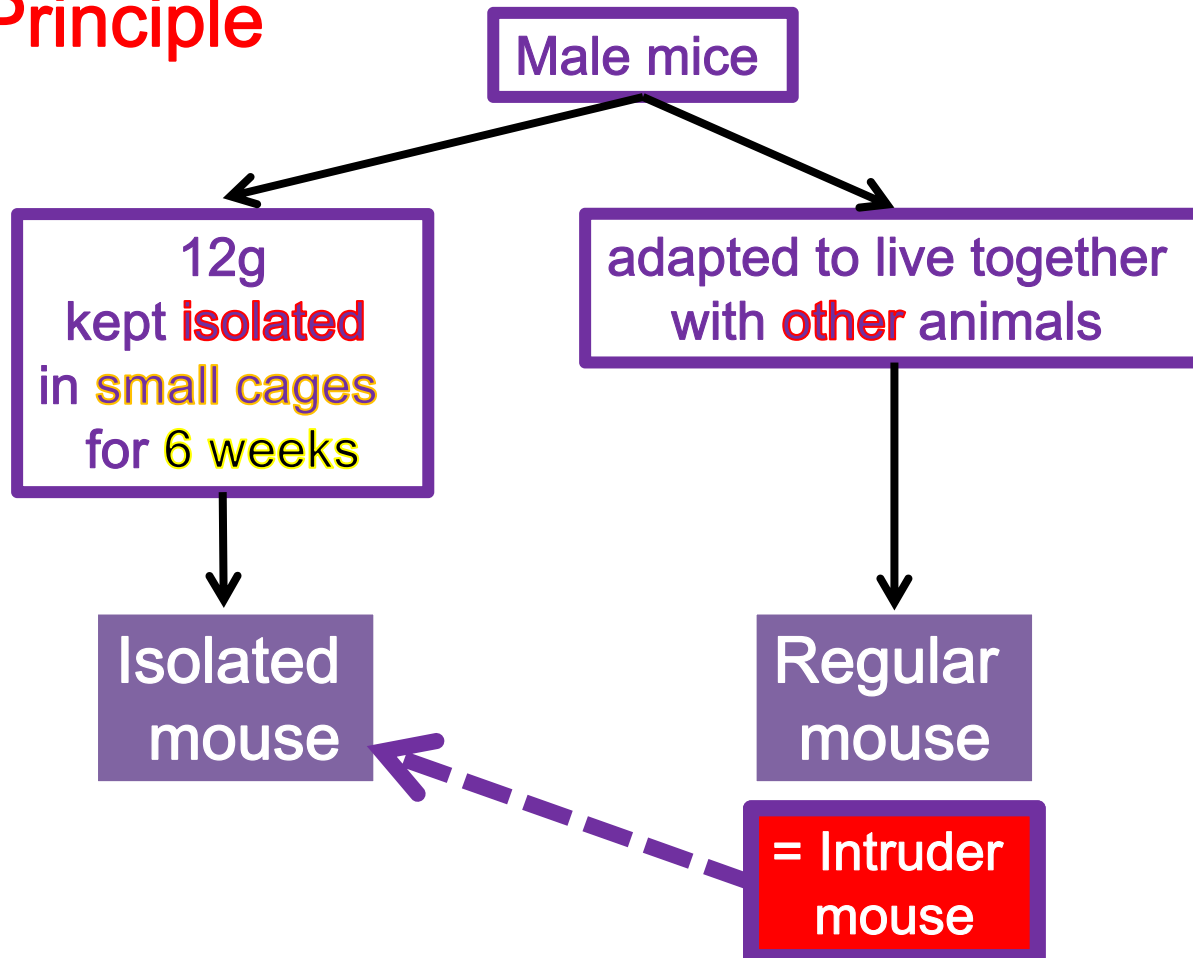 Principle
Male mice
12g
kept isolated
in small cages
for 6 weeks
adapted to live together
with other animals
Isolated
mouse
Regular
mouse
= Intruder
mouse